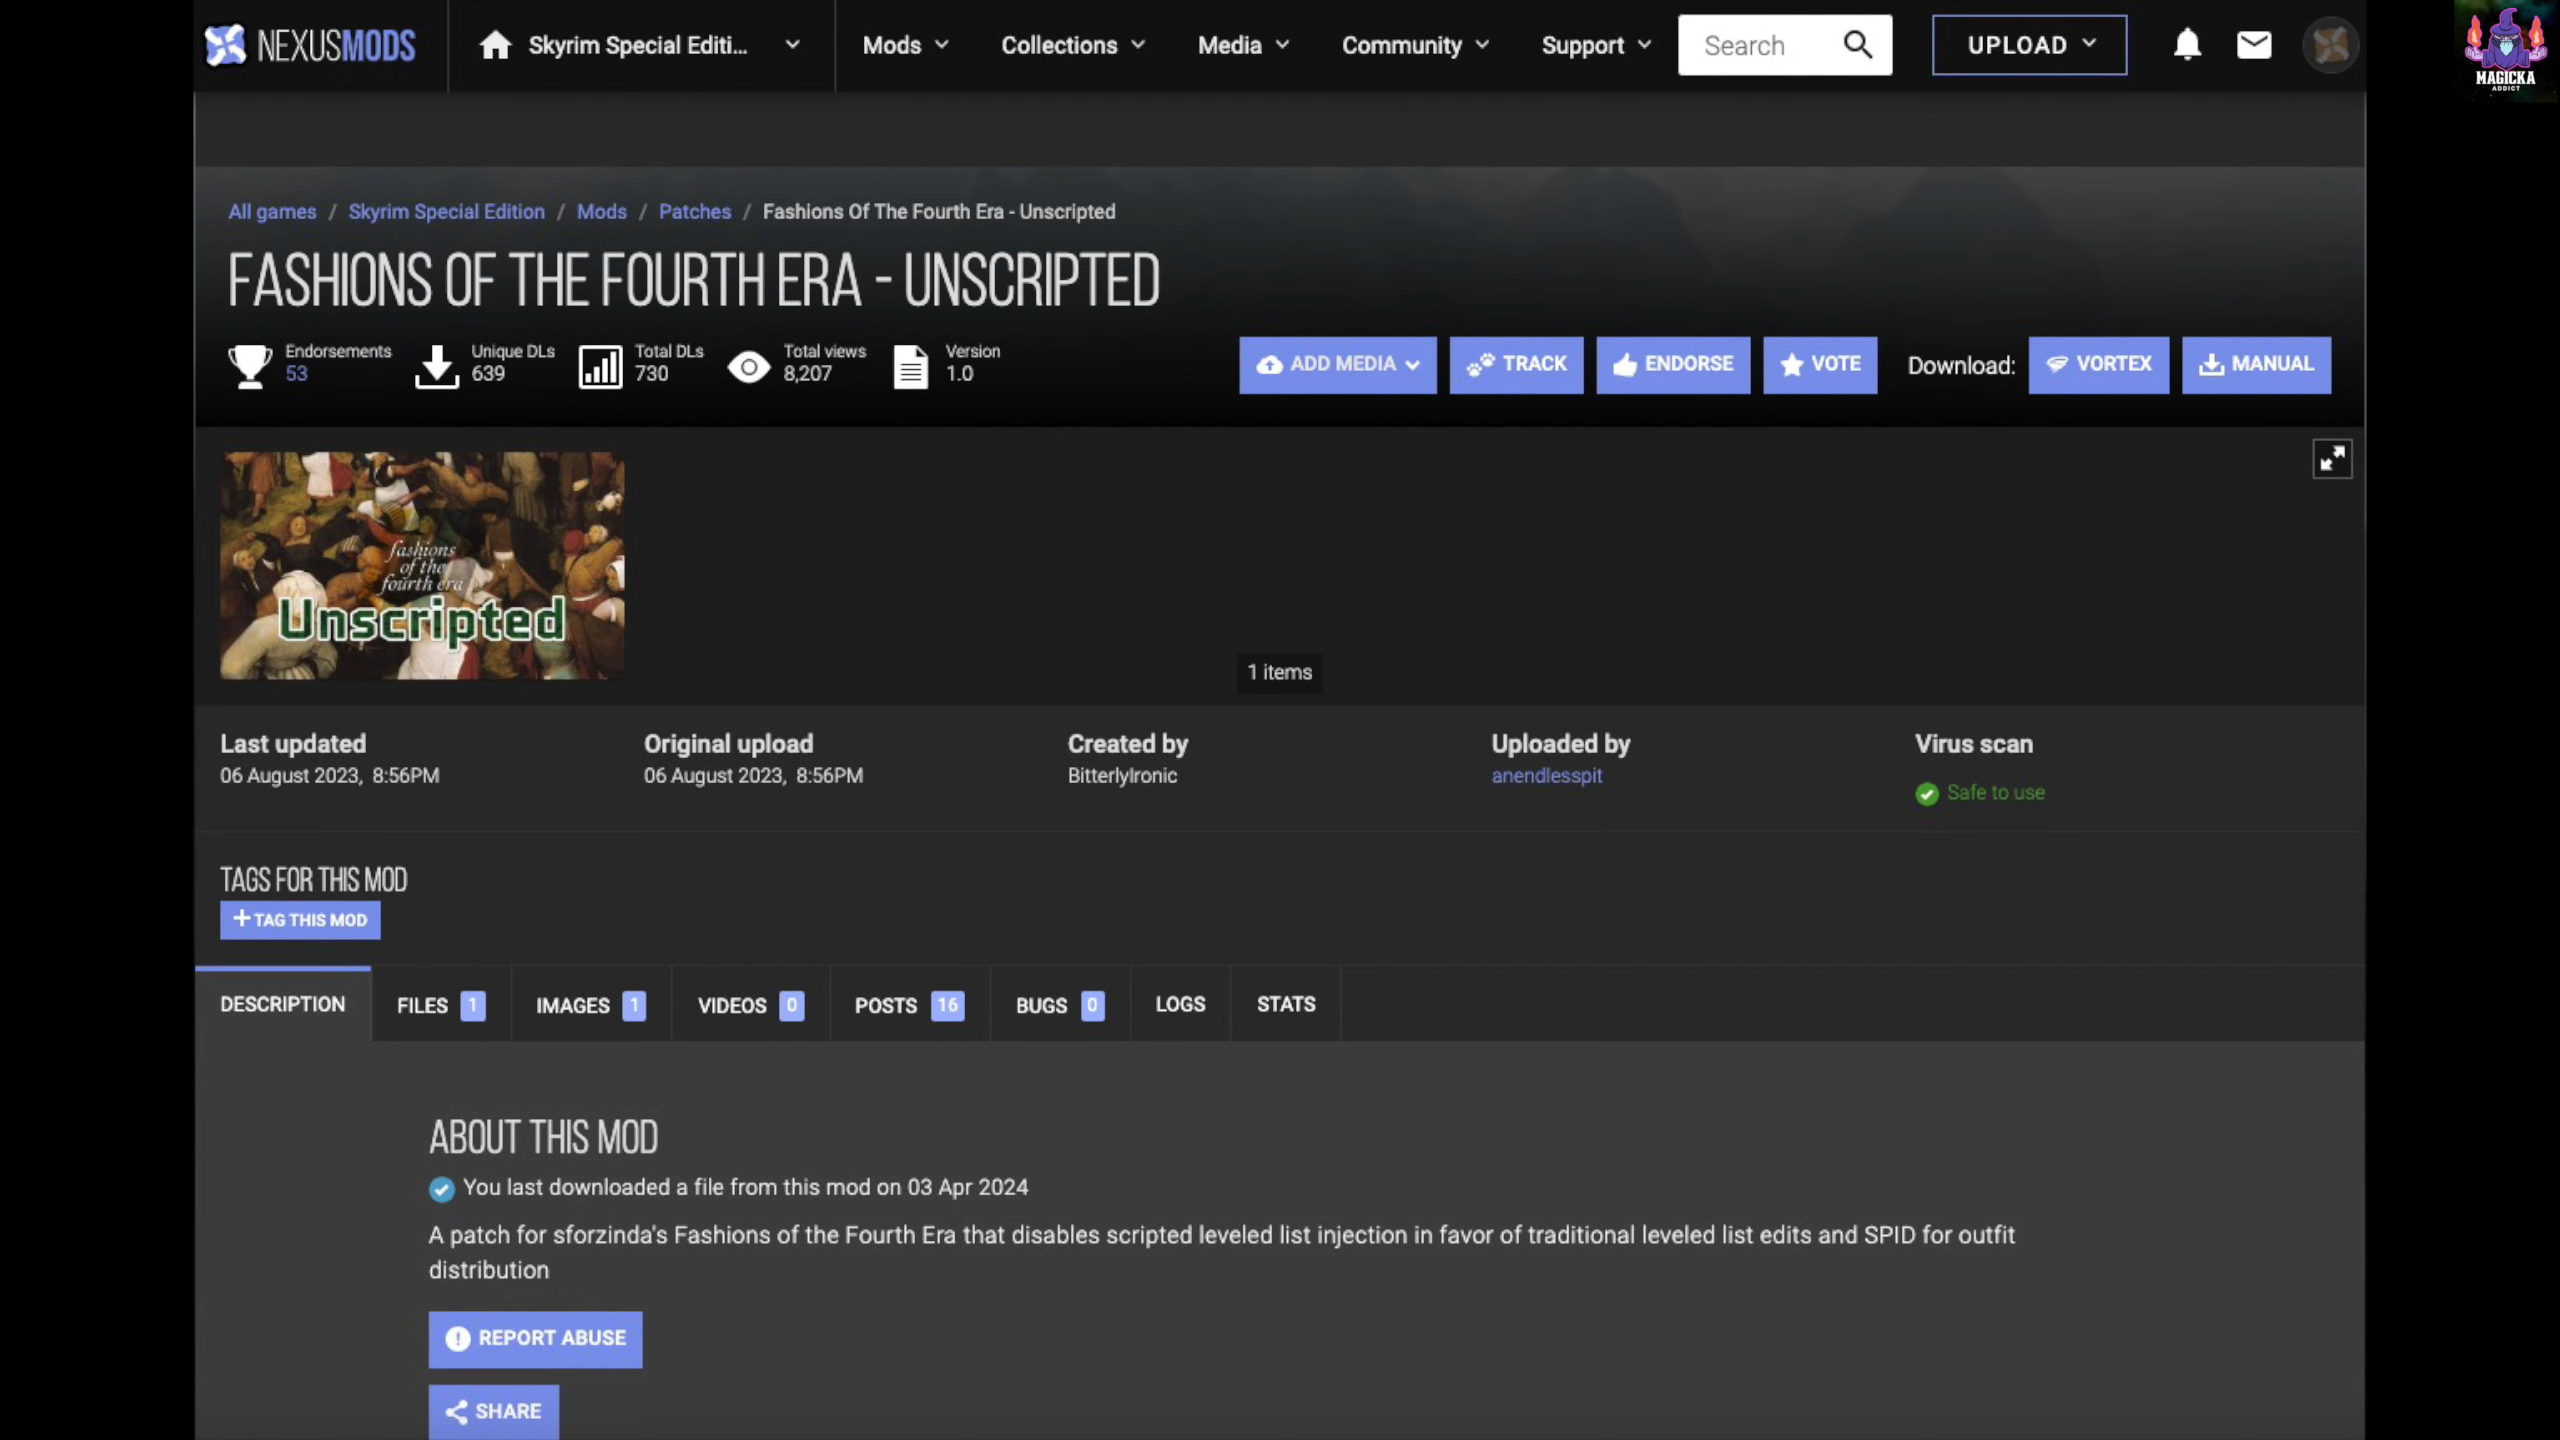 NEXUSMODS
Skyrim Special Editi...
Mods
Collections
Media
Community
Support
Search
UPLOAD
MAGICKA
ADDICT
All games / Skyrim Special Edition / Mods / Patches / Fashions Of The Fourth Era - Unscripted
FASHIONS OF THE FOURTH ERA - UNSCRIPTED
Endorsements
53
Unique DLs
639
Total DLs
730
Total views
8,207
Version
1.0
ADD MEDIA
TRACK
ENDORSE
VOTE
Download:
VORTEX
MANUAL
fashions
of the
fourth era
Unscripted
1 items
Last updated
06 August 2023, 8:56PM
Original upload
06 August 2023, 8:56PM
Created by
BitterlyIronic
Uploaded by
anendlesspit
Virus scan
Safe to use
TAGS FOR THIS MOD
+ TAG THIS MOD
DESCRIPTION
FILES 1
IMAGES 1
VIDEOS 0
POSTS 16
BUGS 0
LOGS
STATS
ABOUT THIS MOD
You last downloaded a file from this mod on 03 Apr 2024
A patch for sforzinda's Fashions of the Fourth Era that disables scripted leveled list injection in favor of traditional leveled list edits and SPID for outfit
distribution
REPORT ABUSE
SHARE